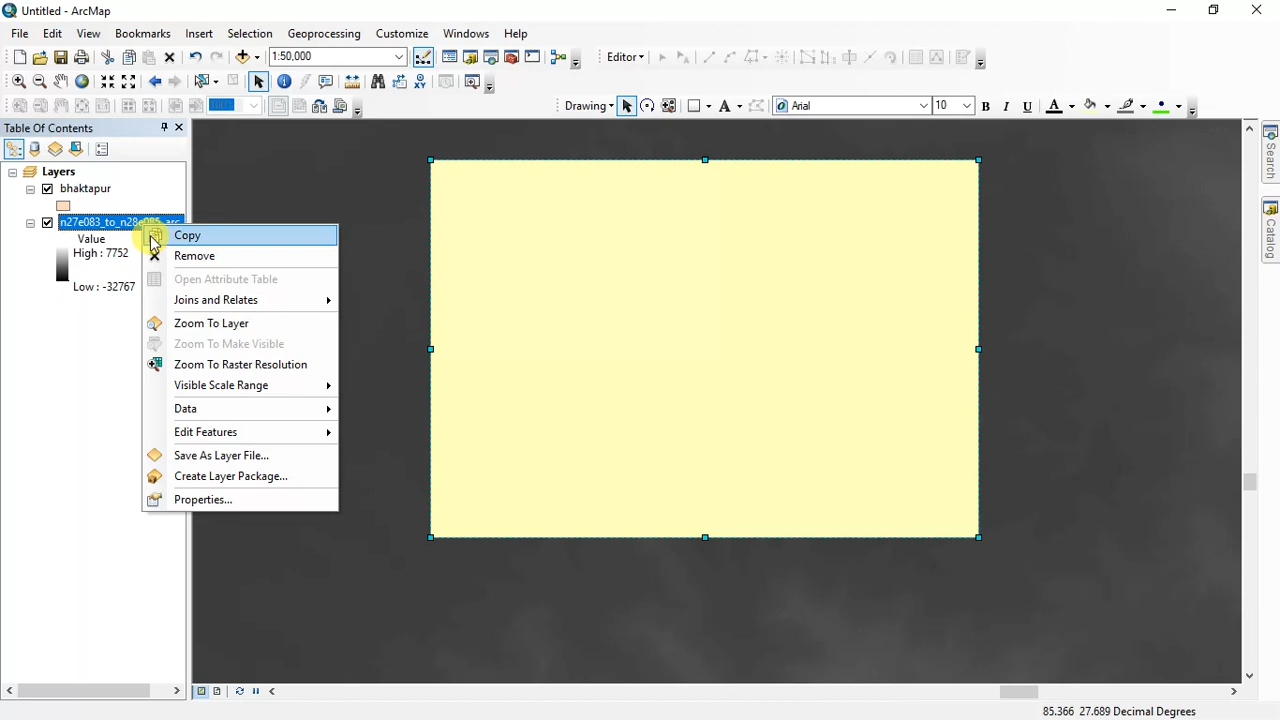 Untitled - ArcMap
File Edit View Bookmarks Insert Selection Geoprocessing Customize Windows Help
1:50,000 Editor
Drawing Arial 10 B I U A
Table Of Contents
Layers
bhaktapur
n27e083_to_n28e085_arc
Value
High : 7752
Low : -32767
Copy
Remove
Open Attribute Table
Joins and Relates
Zoom To Layer
Zoom To Make Visible
Zoom To Raster Resolution
Visible Scale Range
Data
Edit Features
Save As Layer File...
Create Layer Package...
Properties...
Search
Catalog
85.366 27.689 Decimal Degrees